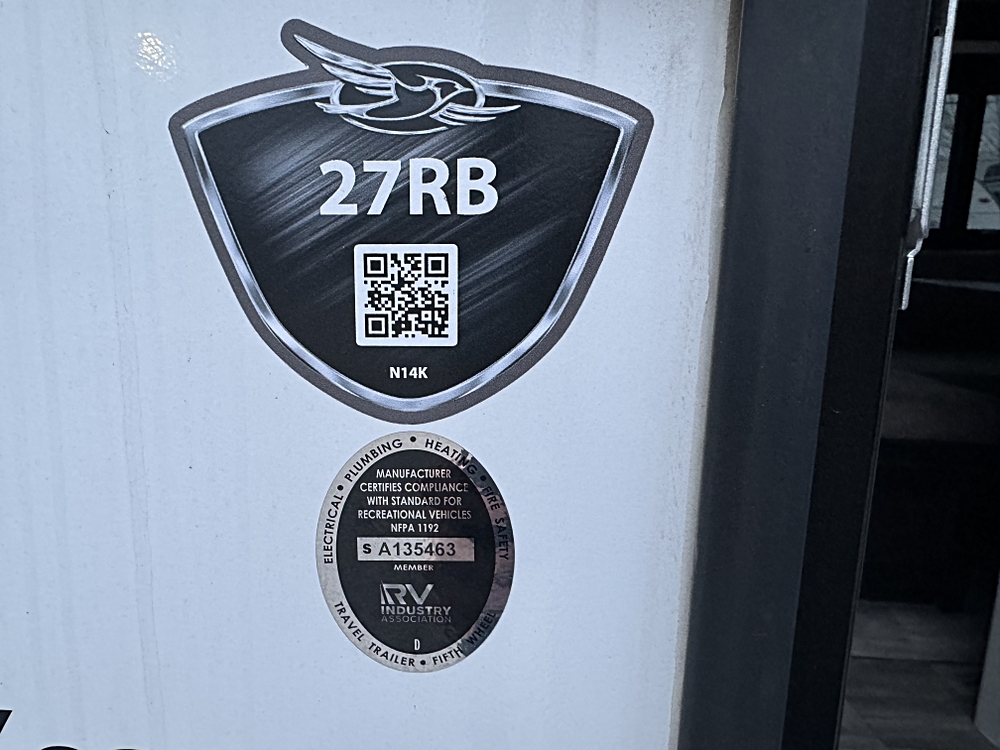 27RB
N14K
ELECTRICAL • PLUMBING • HEATING • FIRE SAFETY
MANUFACTURER
CERTIFIES COMPLIANCE
WITH STANDARD FOR
RECREATIONAL VEHICLES
NFPA 1192
S A135463
MEMBER
RV
INDUSTRY
ASSOCIATION
D
TRAVEL TRAILER • FIFTH WHEEL